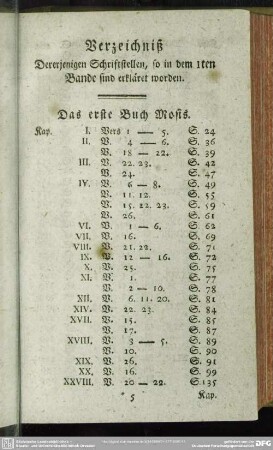 Verzeichniß
Dererjenigen Schriftstellen, so in dem 1ten
Bande sind erkläret worden.
Das erste Buch Mosis.
Kap. I. Vers 1 — 5. S. 24
II. V. 4 — 6. S. 36
V. 18 — 22. S. 39
III. V. 22. 23. S. 42
V. 24. S. 47
IV. V. 6 — 8. S. 49
V. 11. 12. S. 55
V. 15. 22. 23. S. 59
V. 26. S. 61
VI. V. 1 — 6. S. 62
VII. V. 16. S. 69
VIII. V. 21. 22. S. 71
IX. V. 12 — 16. S. 72
X. V. 25. S. 75
XI. V. 1. S. 77
V. 2 — 10. S. 78
XII. V. 6. 11. 20. S. 81
XIV. V. 22. 23. S. 84
XVII. V. 15. S. 85
V. 17. S. 87
XVIII. V. 3 — 5. S. 89
V. 10. S. 90
XIX. V. 26. S. 91
XX. V. 16. S. 99
XXVIII. V. 20 — 22. S. 135
* 5 Kap.
DFG